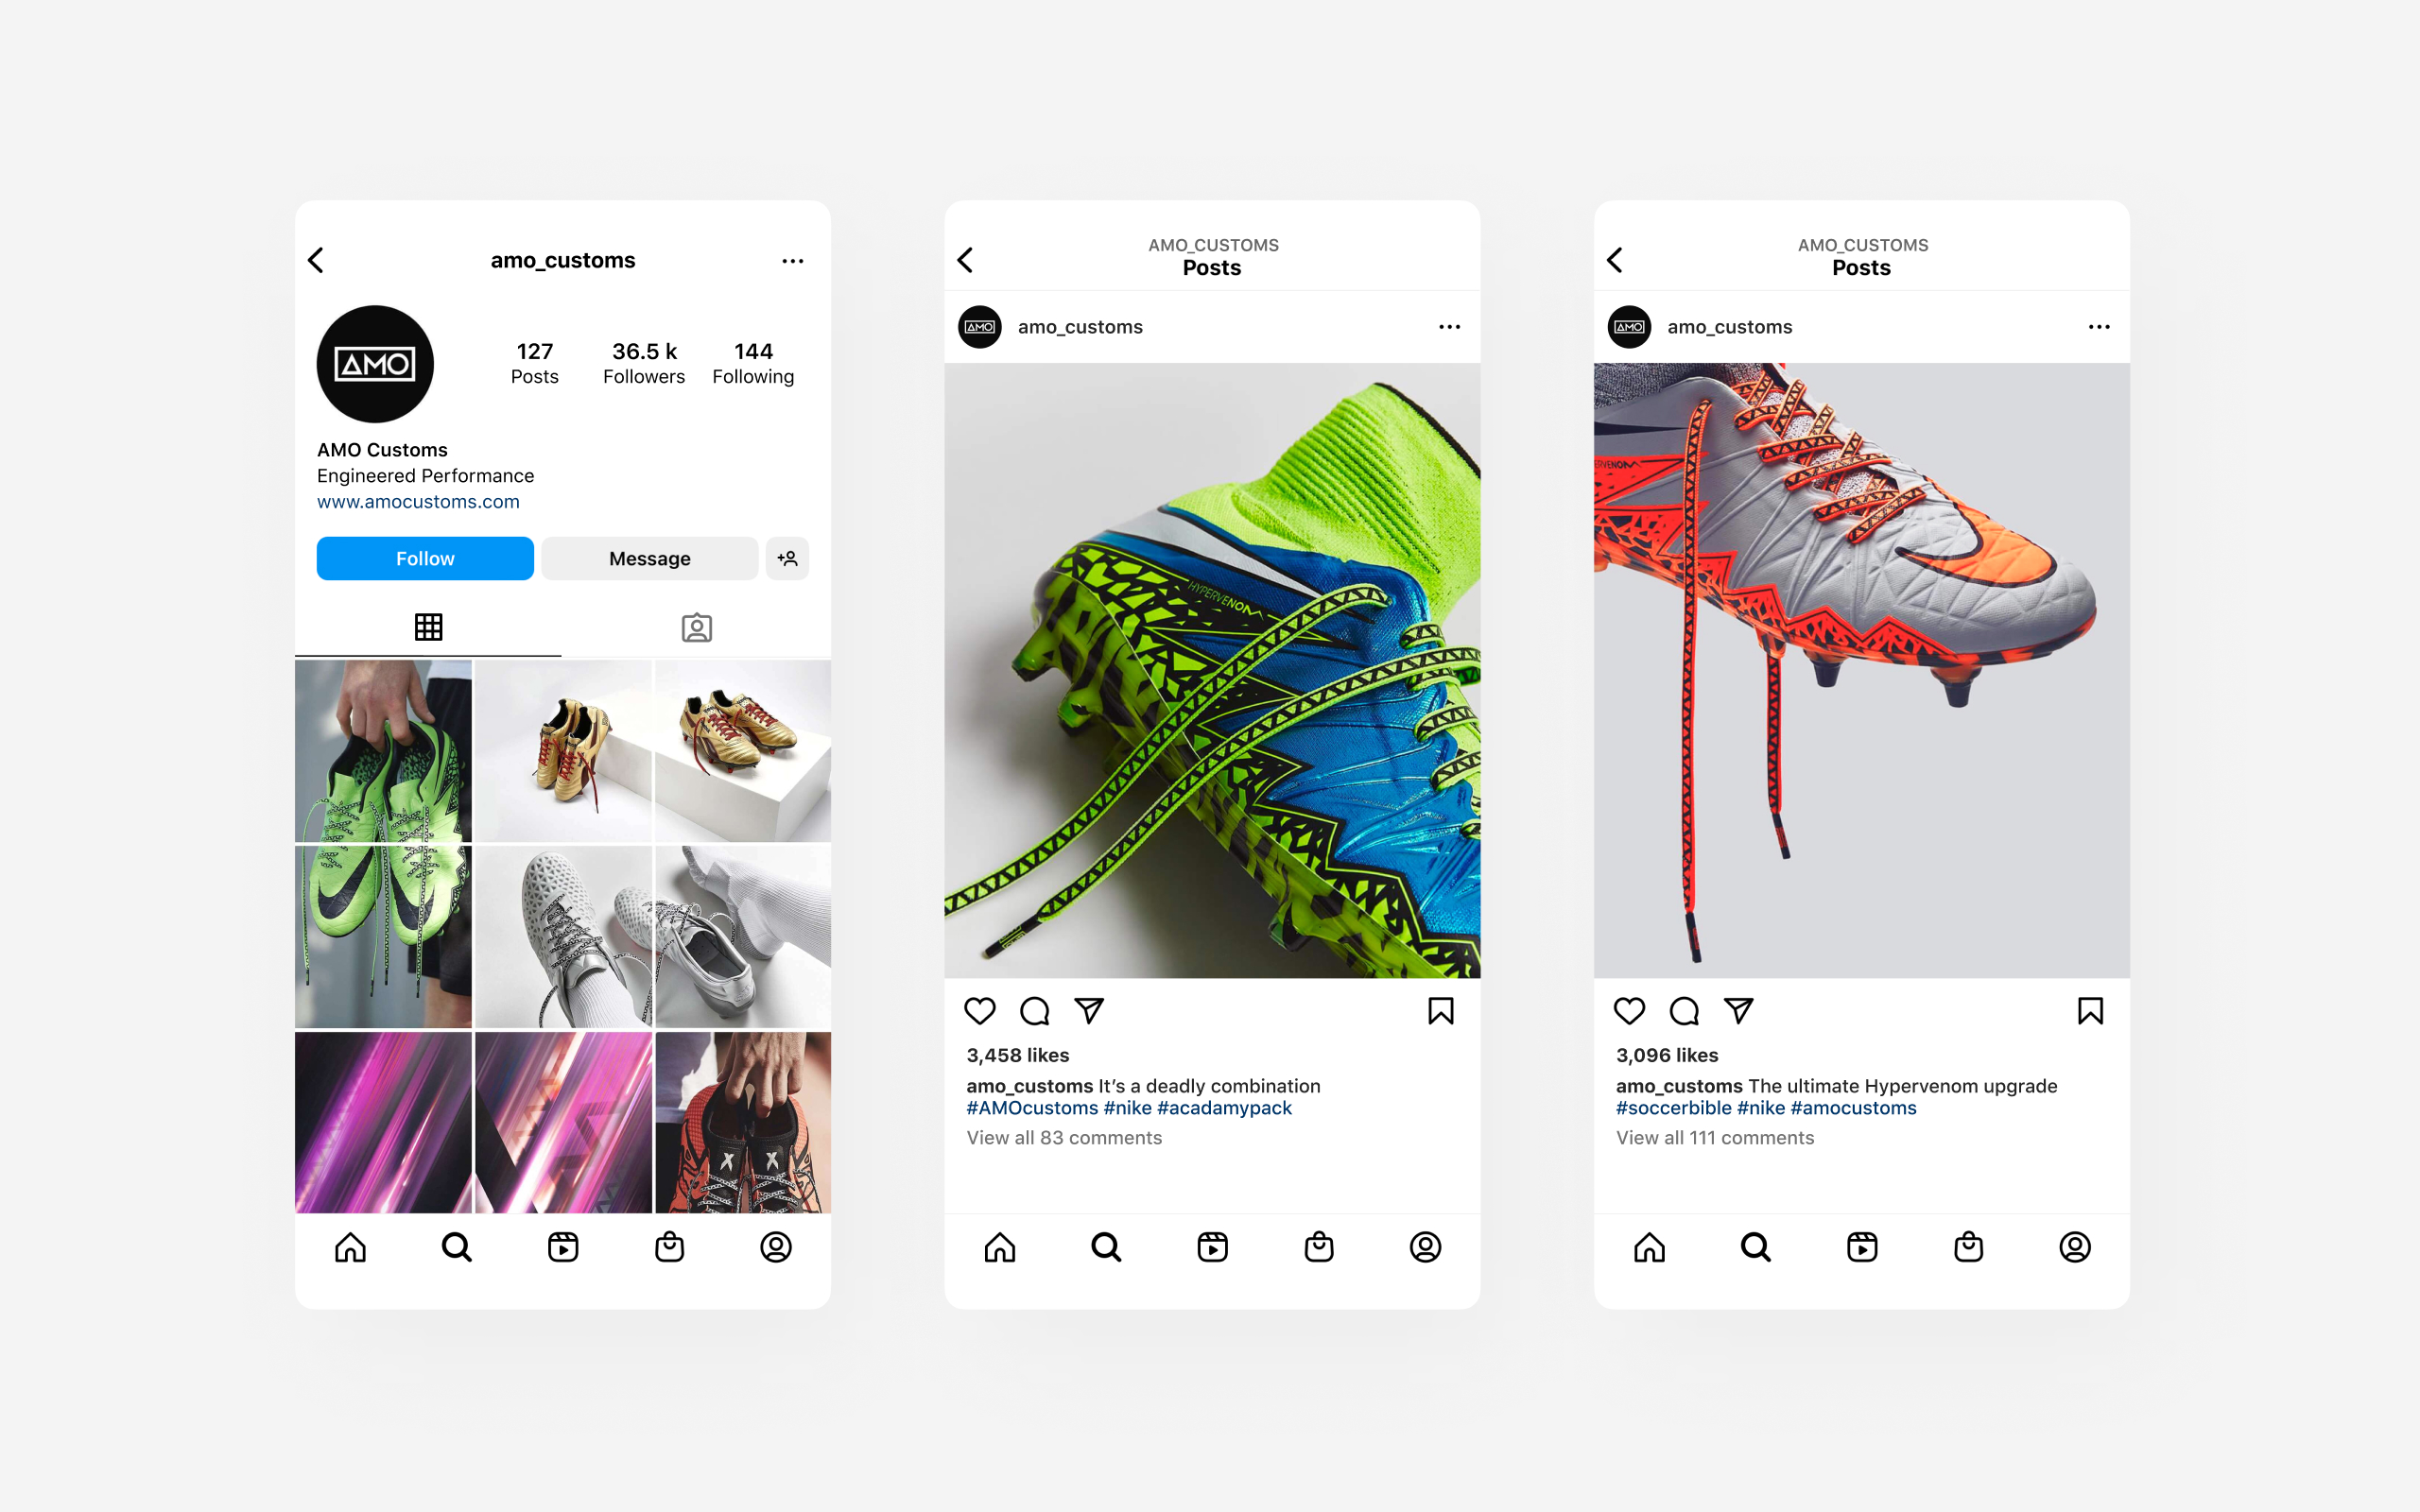 amo_customs
AMO
127
Posts
36.5 k
Followers
144
Following
AMO Customs
Engineered Performance
www.amocustoms.com
Follow
Message
X X
AMO_CUSTOMS
Posts
AMO
amo_customs
HYPERVENOM
3,458 likes
amo_customs It’s a deadly combination
#AMOcustoms #nike #acadamypack
View all 83 comments
AMO_CUSTOMS
Posts
AMO
amo_customs
3,096 likes
amo_customs The ultimate Hypervenom upgrade
#soccerbible #nike #amocustoms
View all 111 comments